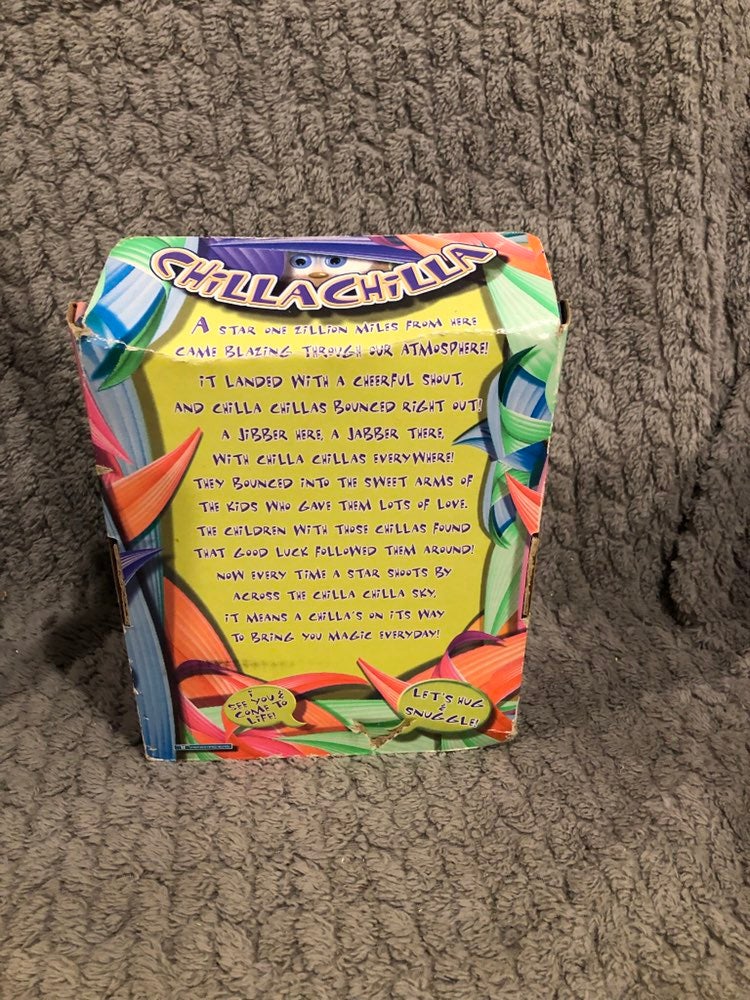 CHiLLACHiLLA
A STAR ONE ZILLION MILES FROM HERE
CAME BLAZING THROUGH OUR ATMOSPHERE!
iT LANDED WITH A CHEERFUL SHOUT,
AND CHILLA CHILLAS BOUNCED RIGHT OUT!
A JIBBER HERE, A JABBER THERE,
WITH CHILLA CHILLAS EVERYWHERE!
THEY BOUNCED INTO THE SWEET ARMS OF
THE KIDS WHO GAVE THEM LOTS OF LOVE.
THE CHILDREN WITH THOSE CHILLAS FOUND
THAT GOOD LUCK FOLLOWED THEM AROUND!
NOW EVERY TIME A STAR SHOOTS BY
ACROSS THE CHILLA CHILLA SKY,
iT MEANS A CHILLA'S ON ITS WAY
TO BRING YOU MAGIC EVERYDAY!
I
SEE YOU &
COME TO
LIFE!
LET'S HUG
&
SNUGGLE!